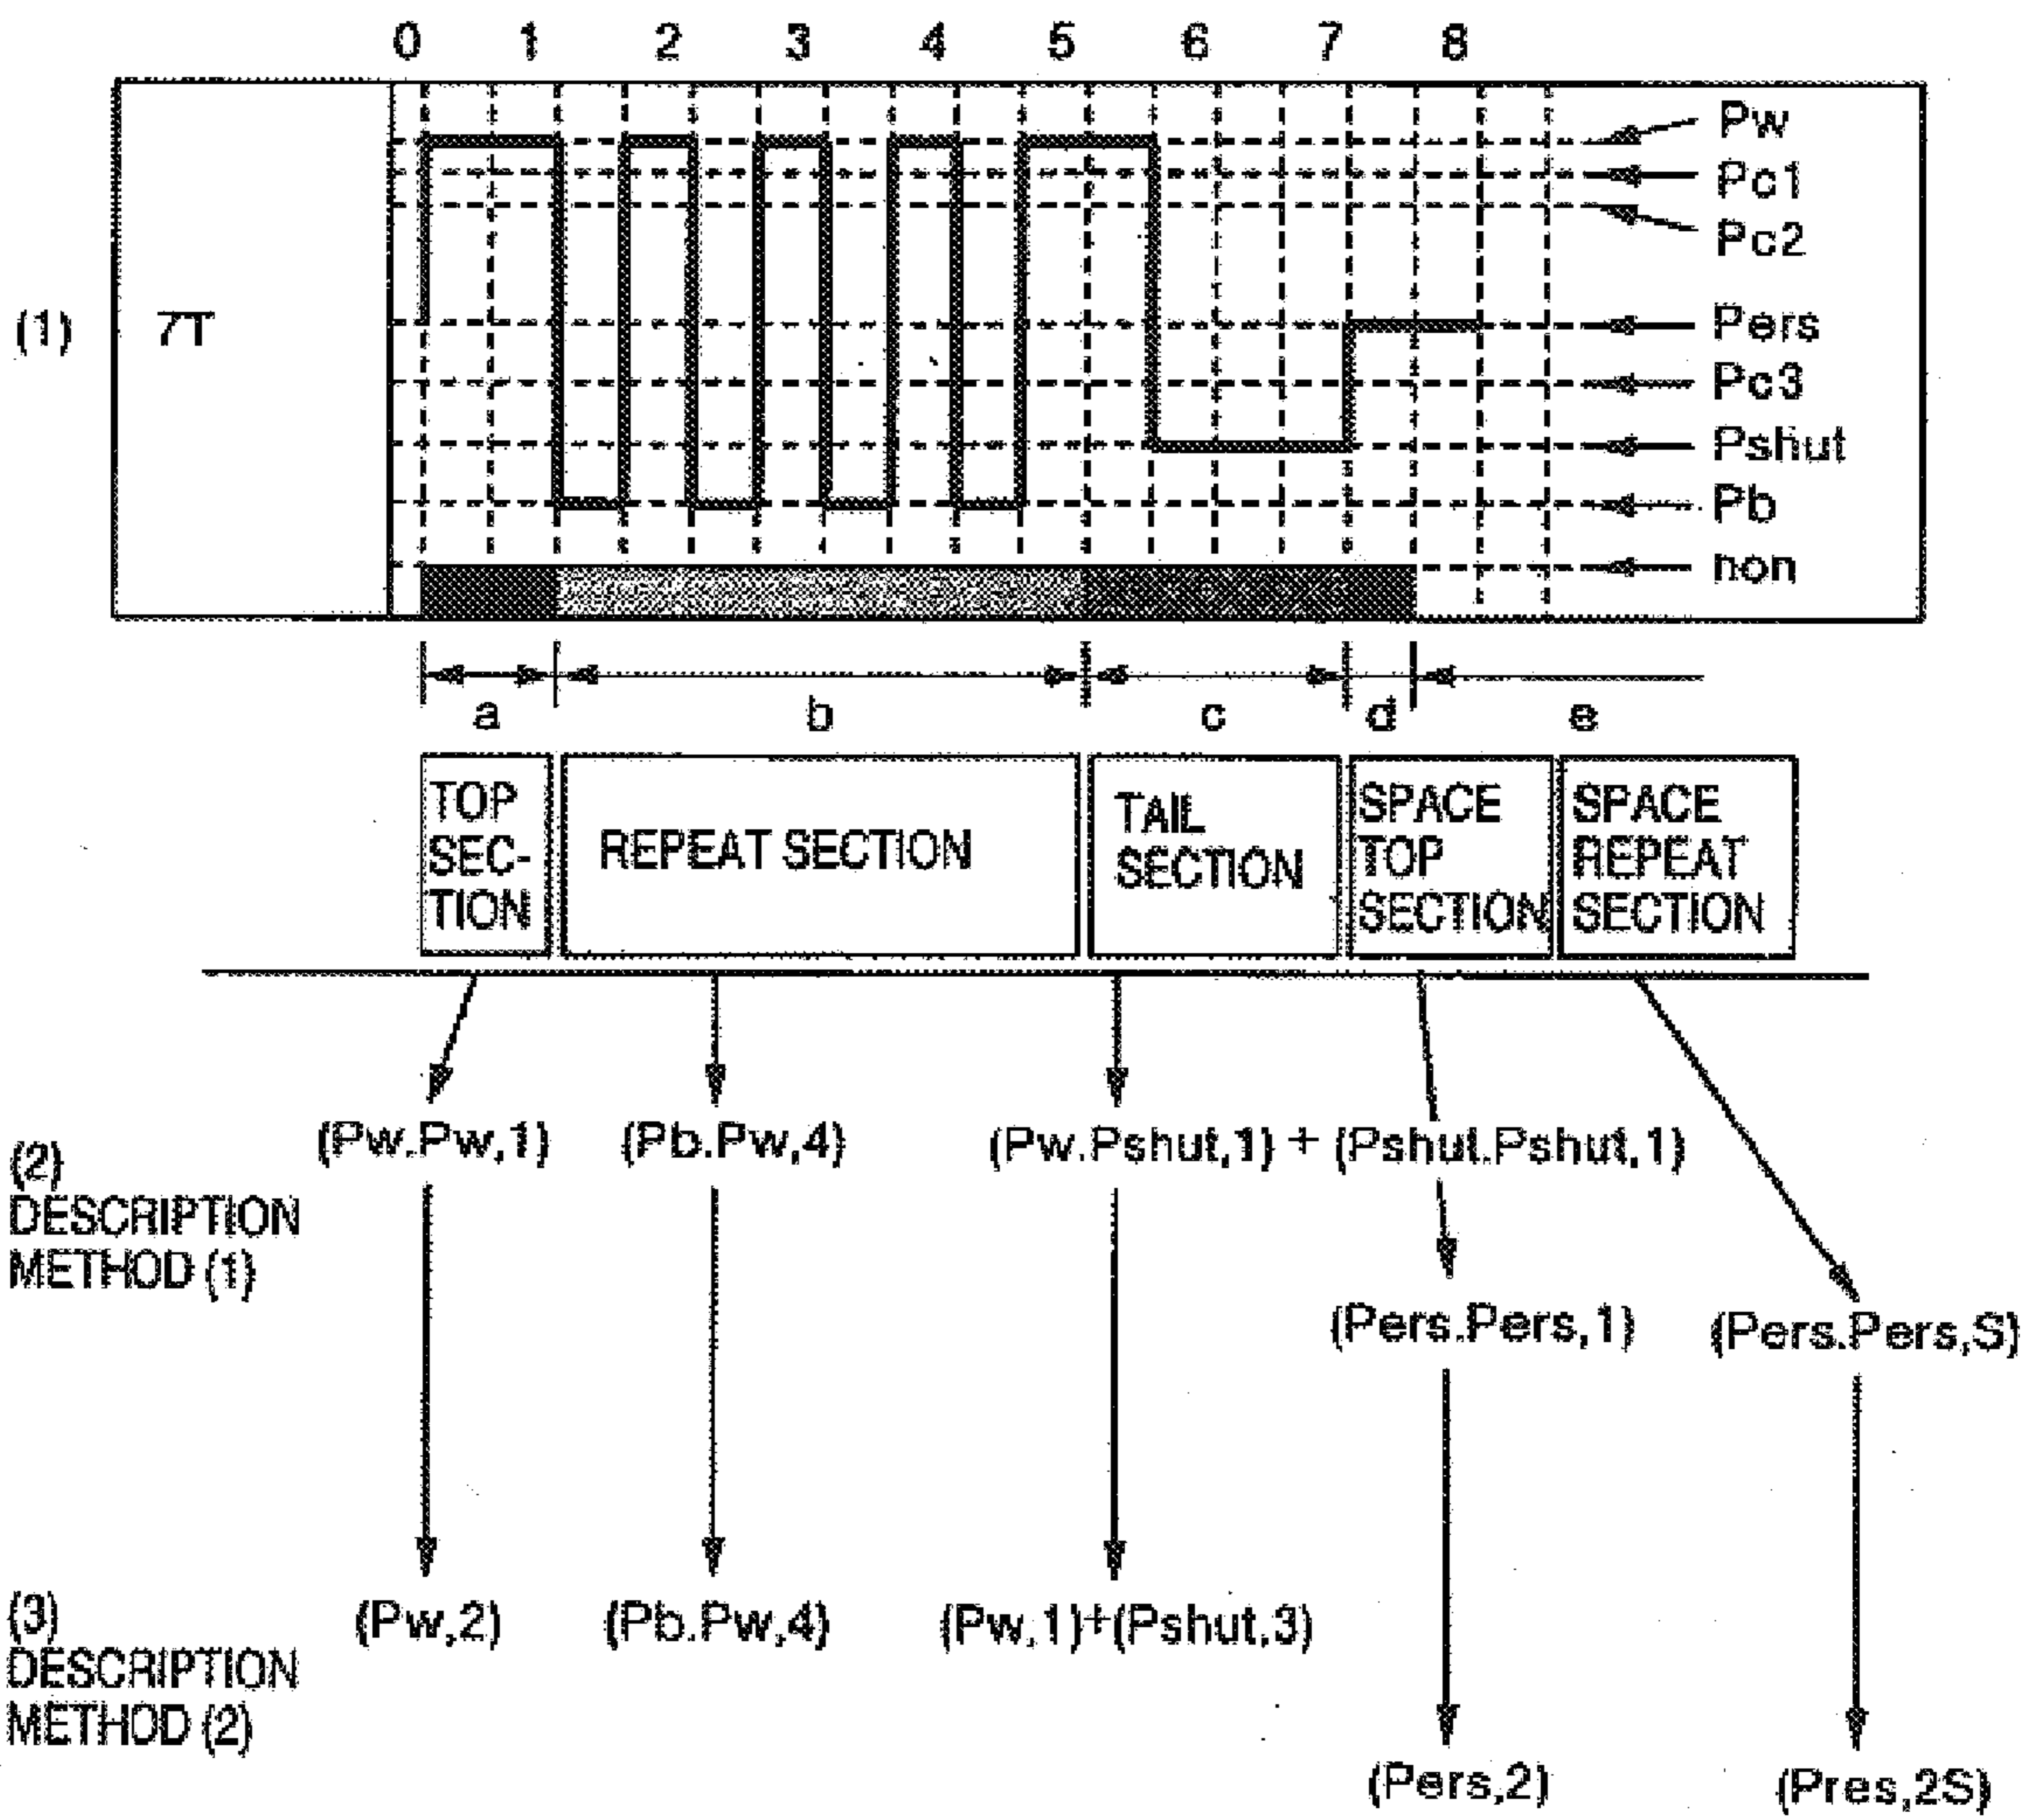 0 1 2 3 4 5 6 7 8
Pw
Pc1
Pc2
(1) 7T
Pers
Pc3
Pshut
Pb
non
a b c d e
TOP
SEC-
TION
REPEAT SECTION
TAIL
SECTION
SPACE
TOP
SECTION
SPACE
REPEAT
SECTION
(2)
DESCRIPTION
METHOD (1)
(Pw.Pw,1) (Pb.Pw,4) (Pw.Pshut,1) + (Pshut.Pshut,1)
(Pers.Pers,1) (Pers.Pers,S)
(3)
DESCRIPTION
METHOD (2)
(Pw,2) (Pb.Pw,4) (Pw,1)+(Pshut,3)
(Pers,2) (Pres,2S)